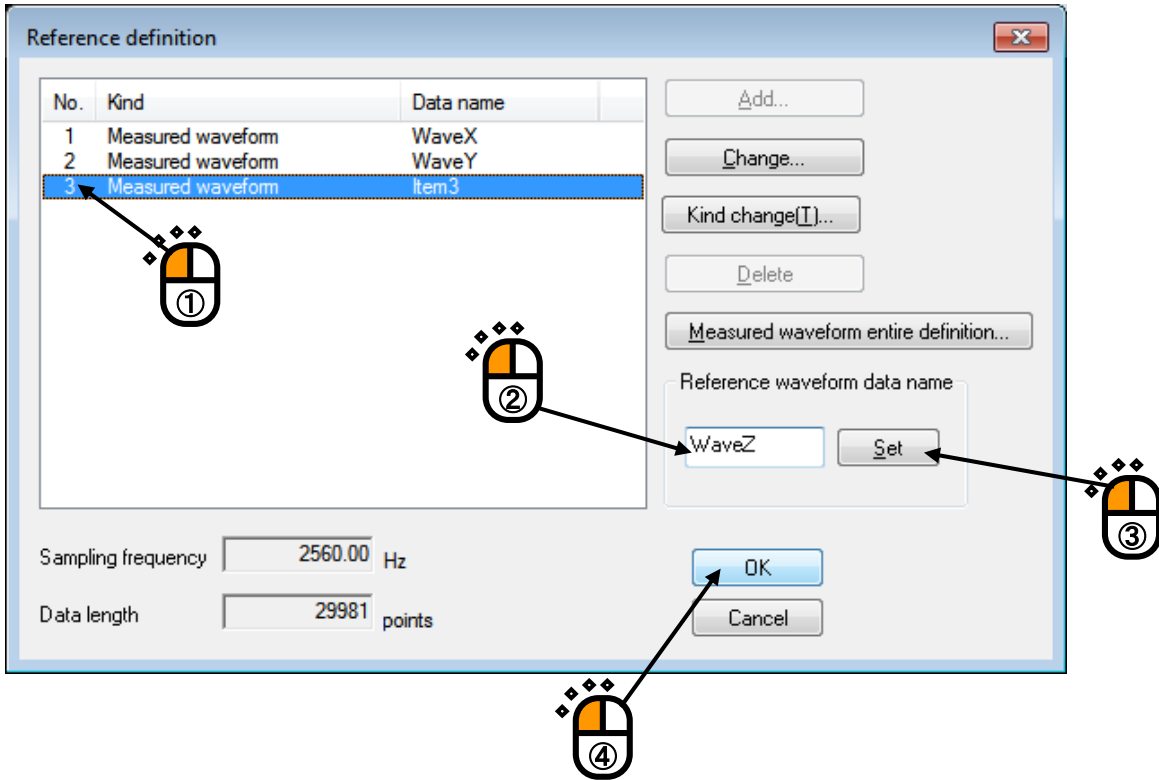 Reference definition
No. Kind Data name
1 Measured waveform WaveX
2 Measured waveform WaveY
3 Measured waveform Item3
Add...
Change...
Kind change(T)...
Delete
Measured waveform entire definition...
Reference waveform data name
WaveZ Set
①
②
③
Sampling frequency 2560.00 Hz
Data length 29981 points
OK
Cancel
④